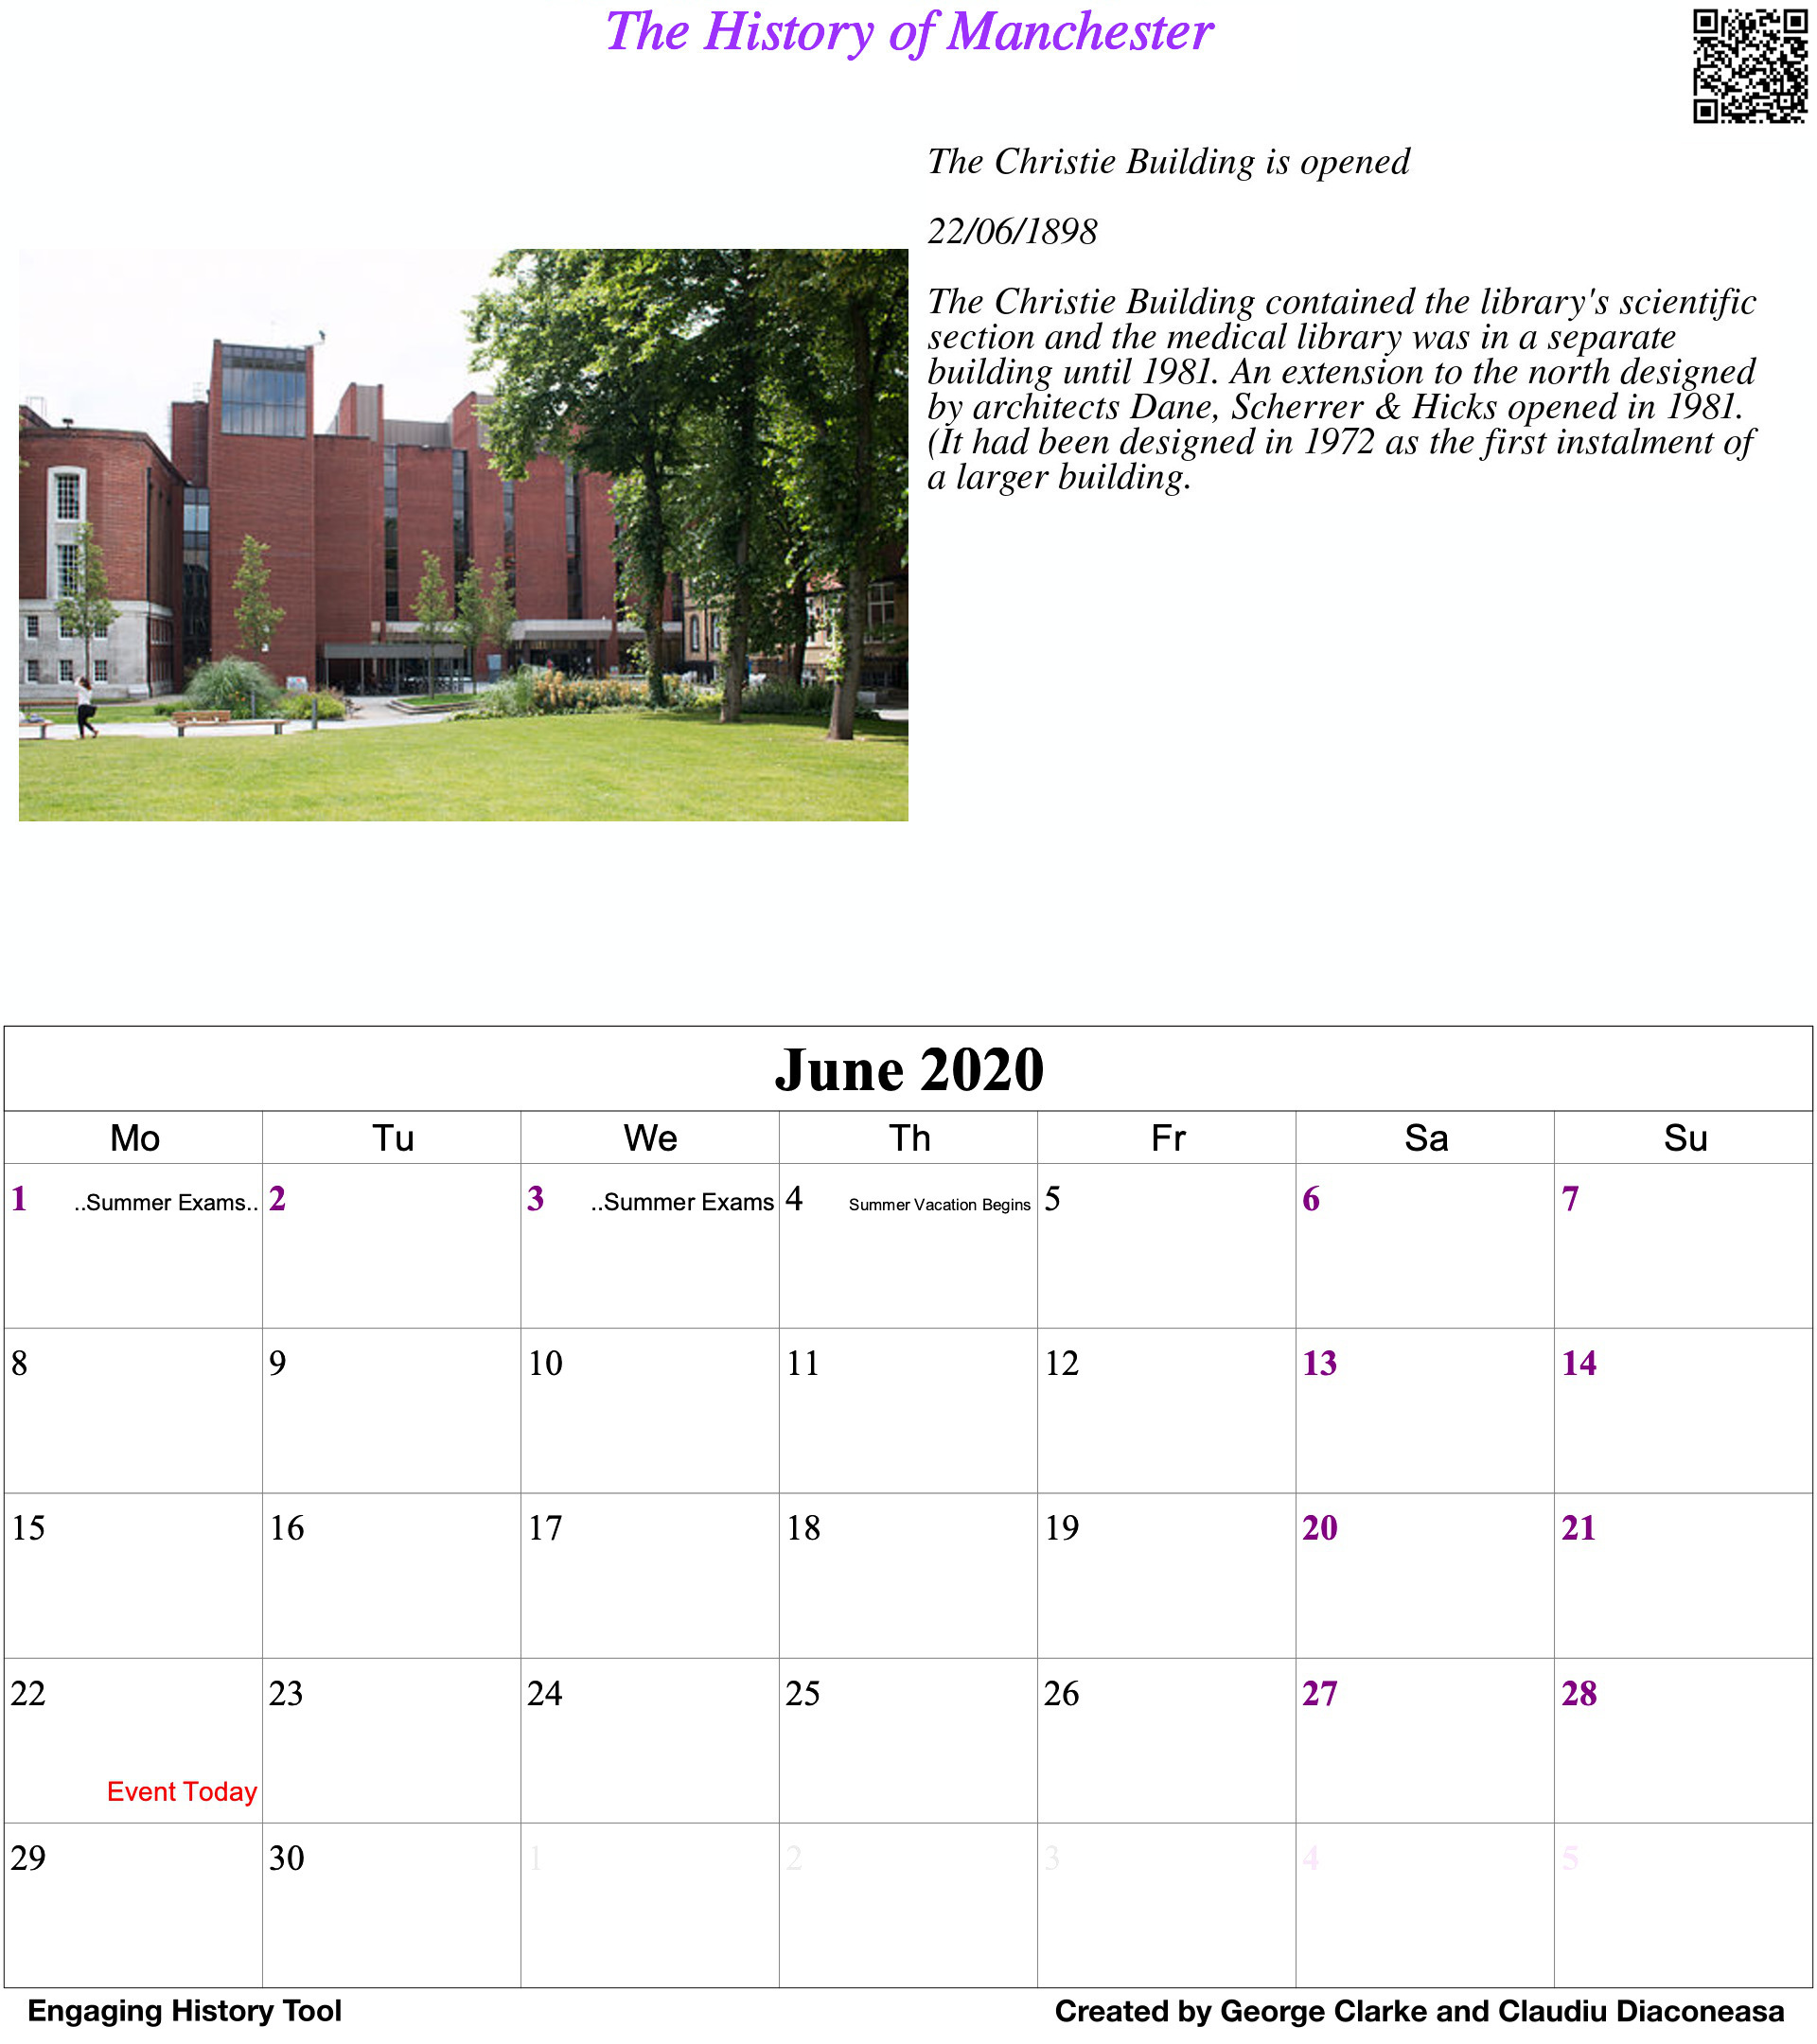 The History of Manchester
The Christie Building is opened
22/06/1898
The Christie Building contained the library's scientific
section and the medical library was in a separate
building until 1981. An extension to the north designed
by architects Dane, Scherrer & Hicks opened in 1981.
(It had been designed in 1972 as the first instalment of
a larger building.
June 2020
Mo Tu We Th Fr Sa Su
1 ..Summer Exams.. 2 3 ..Summer Exams 4 Summer Vacation Begins 5 6 7
8 9 10 11 12 13 14
15 16 17 18 19 20 21
22 23 24 25 26 27 28
Event Today
29 30 1 2 3 4 5
Engaging History Tool Created by George Clarke and Claudiu Diaconeasa